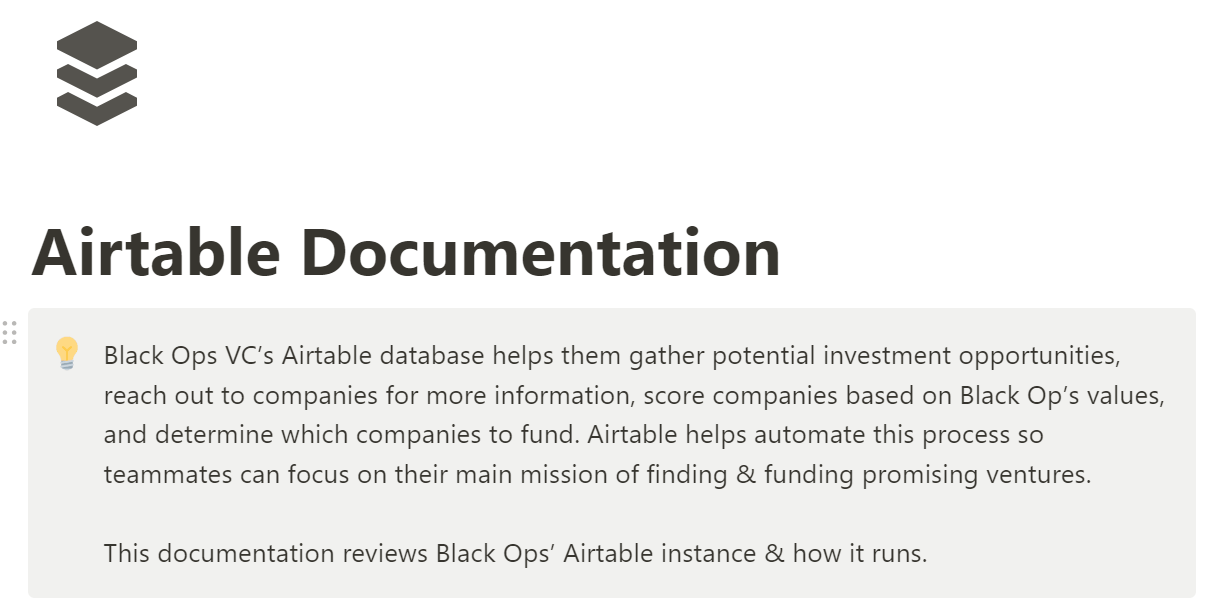 Airtable Documentation
Black Ops VC’s Airtable database helps them gather potential investment opportunities,
reach out to companies for more information, score companies based on Black Op’s values,
and determine which companies to fund. Airtable helps automate this process so
teammates can focus on their main mission of finding & funding promising ventures.
This documentation reviews Black Ops’ Airtable instance & how it runs.